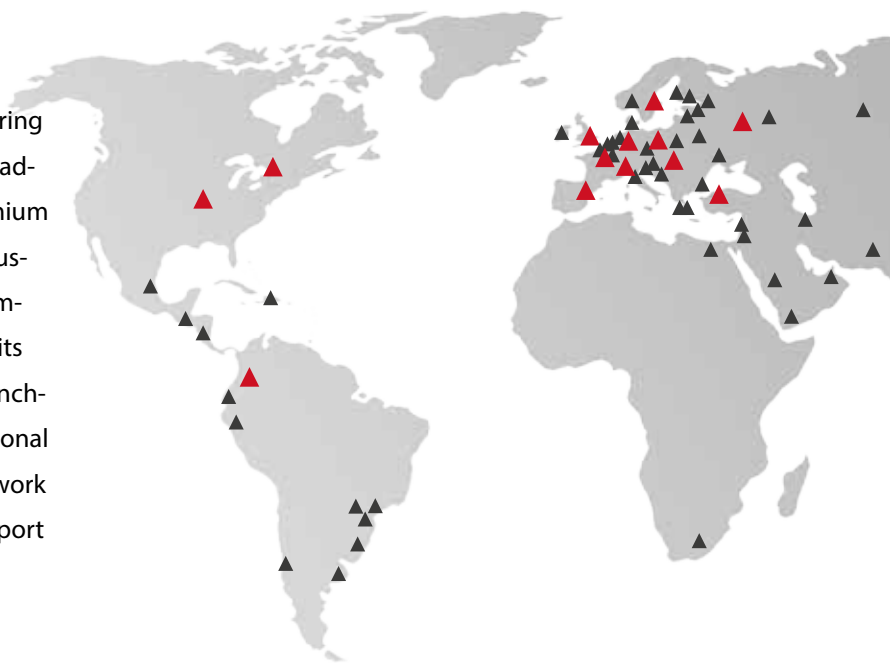 ring
ad-
nium
us-
m-
its
nch-
onal
work
port